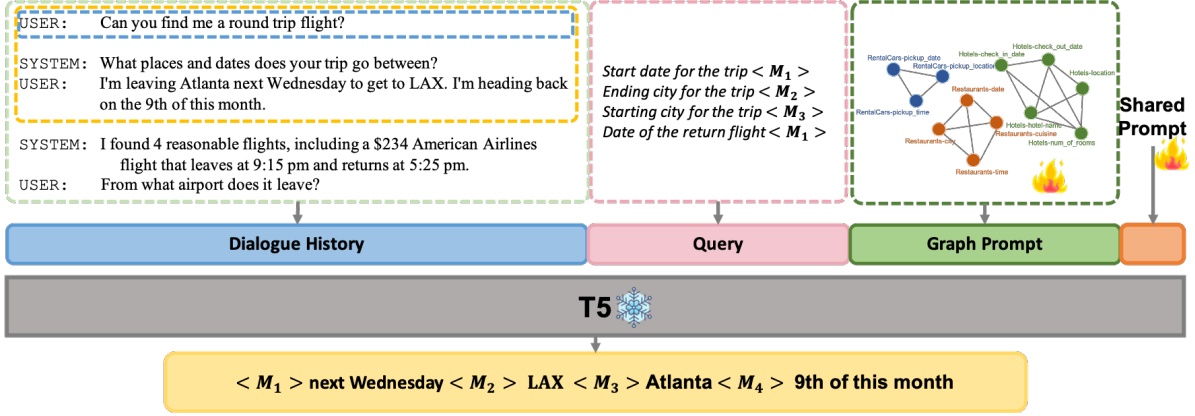 USER: Can you find me a round trip flight?
SYSTEM: What places and dates does your trip go between?
USER: I'm leaving Atlanta next Wednesday to get to LAX. I'm heading back
on the 9th of this month.
SYSTEM: I found 4 reasonable flights, including a $234 American Airlines
flight that leaves at 9:15 pm and returns at 5:25 pm.
USER: From what airport does it leave?
Start date for the trip < M₁ >
Ending city for the trip < M₂ >
Starting city for the trip < M₃ >
Date of the return flight < M₁ >
RentalCars-pickup_date
RentalCars-pickup_location
RentalCars-pickup_time
Hotels-check_out_date
Hotels-check_in_date
Hotels-location
Hotels-hotel-name
Hotels-num_of_rooms
Restaurants-date
Restaurants-cuisine
Restaurants-city
Restaurants-time
Shared
Prompt
Dialogue History
Query
Graph Prompt
T5
< M₁ > next Wednesday < M₂ > LAX < M₃ > Atlanta < M₄ > 9th of this month